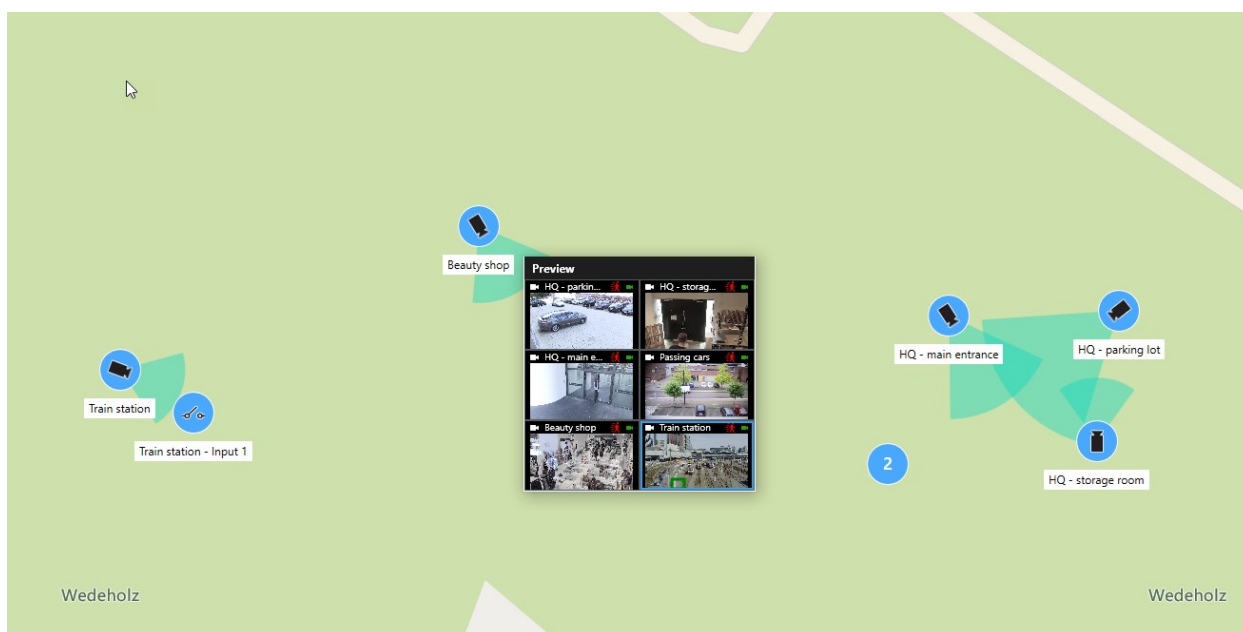 Beauty shop
Preview
HQ - parkin...
HQ - storag...
HQ - main e...
Passing cars
Beauty shop
Train station
HQ - main entrance
HQ - parking lot
Train station
Train station - Input 1
2
HQ - storage room
Wedeholz
Wedeholz